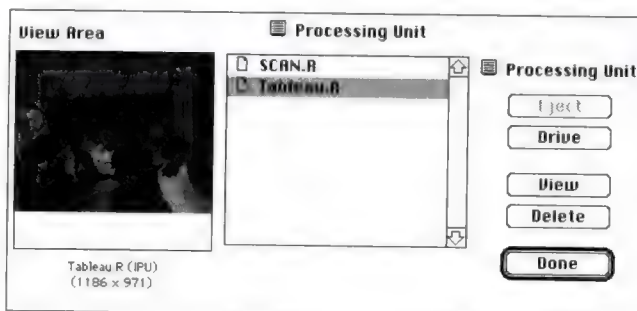 View Area
Processing Unit
SCAN.R
Tableau.R
Tableau R (IPU)
(1186 x 971)
Processing Unit
Eject
Drive
View
Delete
Done